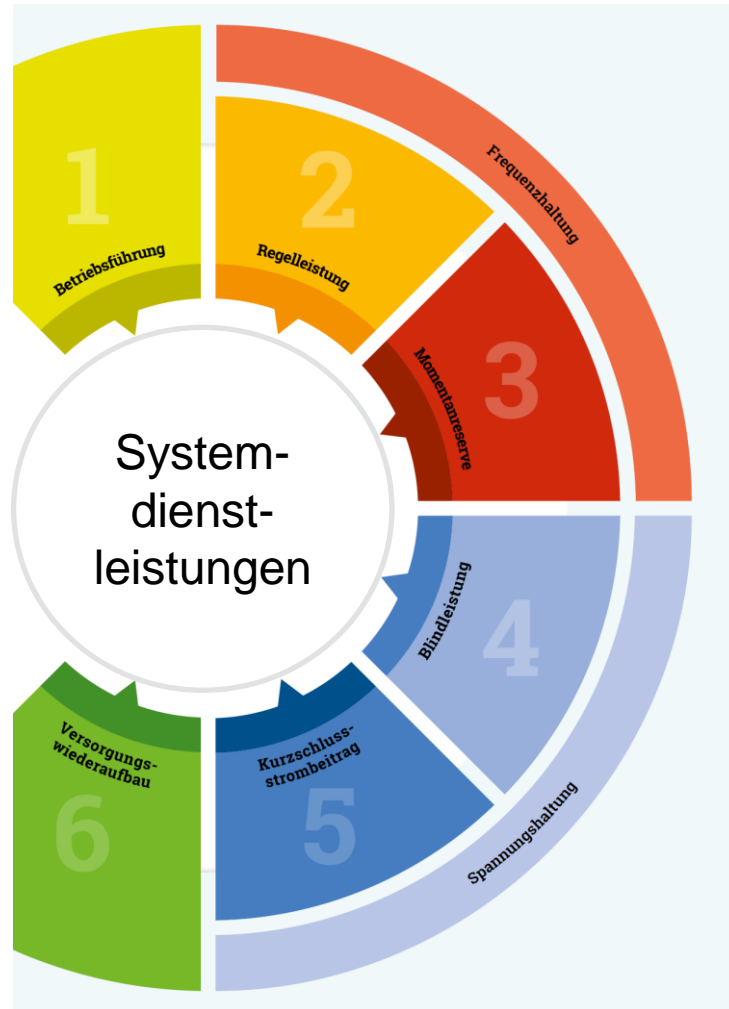 1
Betriebsführung
2
Regelleistung
Frequenzhaltung
3
Momentanreserve
System-
dienst-
leistungen
4
Blindleistung
5
Kurzschluss-
strombeitrag
Spannungshaltung
6
Versorgungs-
wiederaufbau